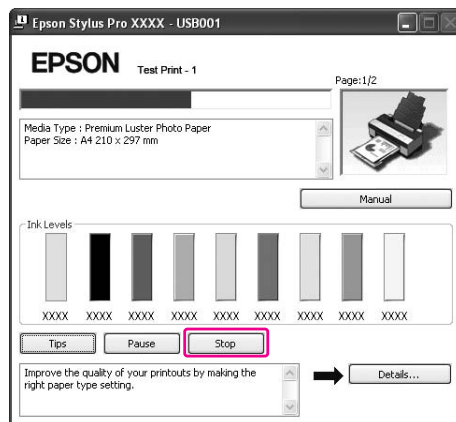 Epson Stylus Pro XXXX - USB001
EPSON Test Print - 1
Page:1/2
Media Type : Premium Luster Photo Paper
Paper Size : A4 210 x 297 mm
Manual
Ink Levels
XXXX XXXX XXXX XXXX XXXX XXXX XXXX XXXX XXXX
Tips Pause Stop
Improve the quality of your printouts by making the
right paper type setting.
Details...